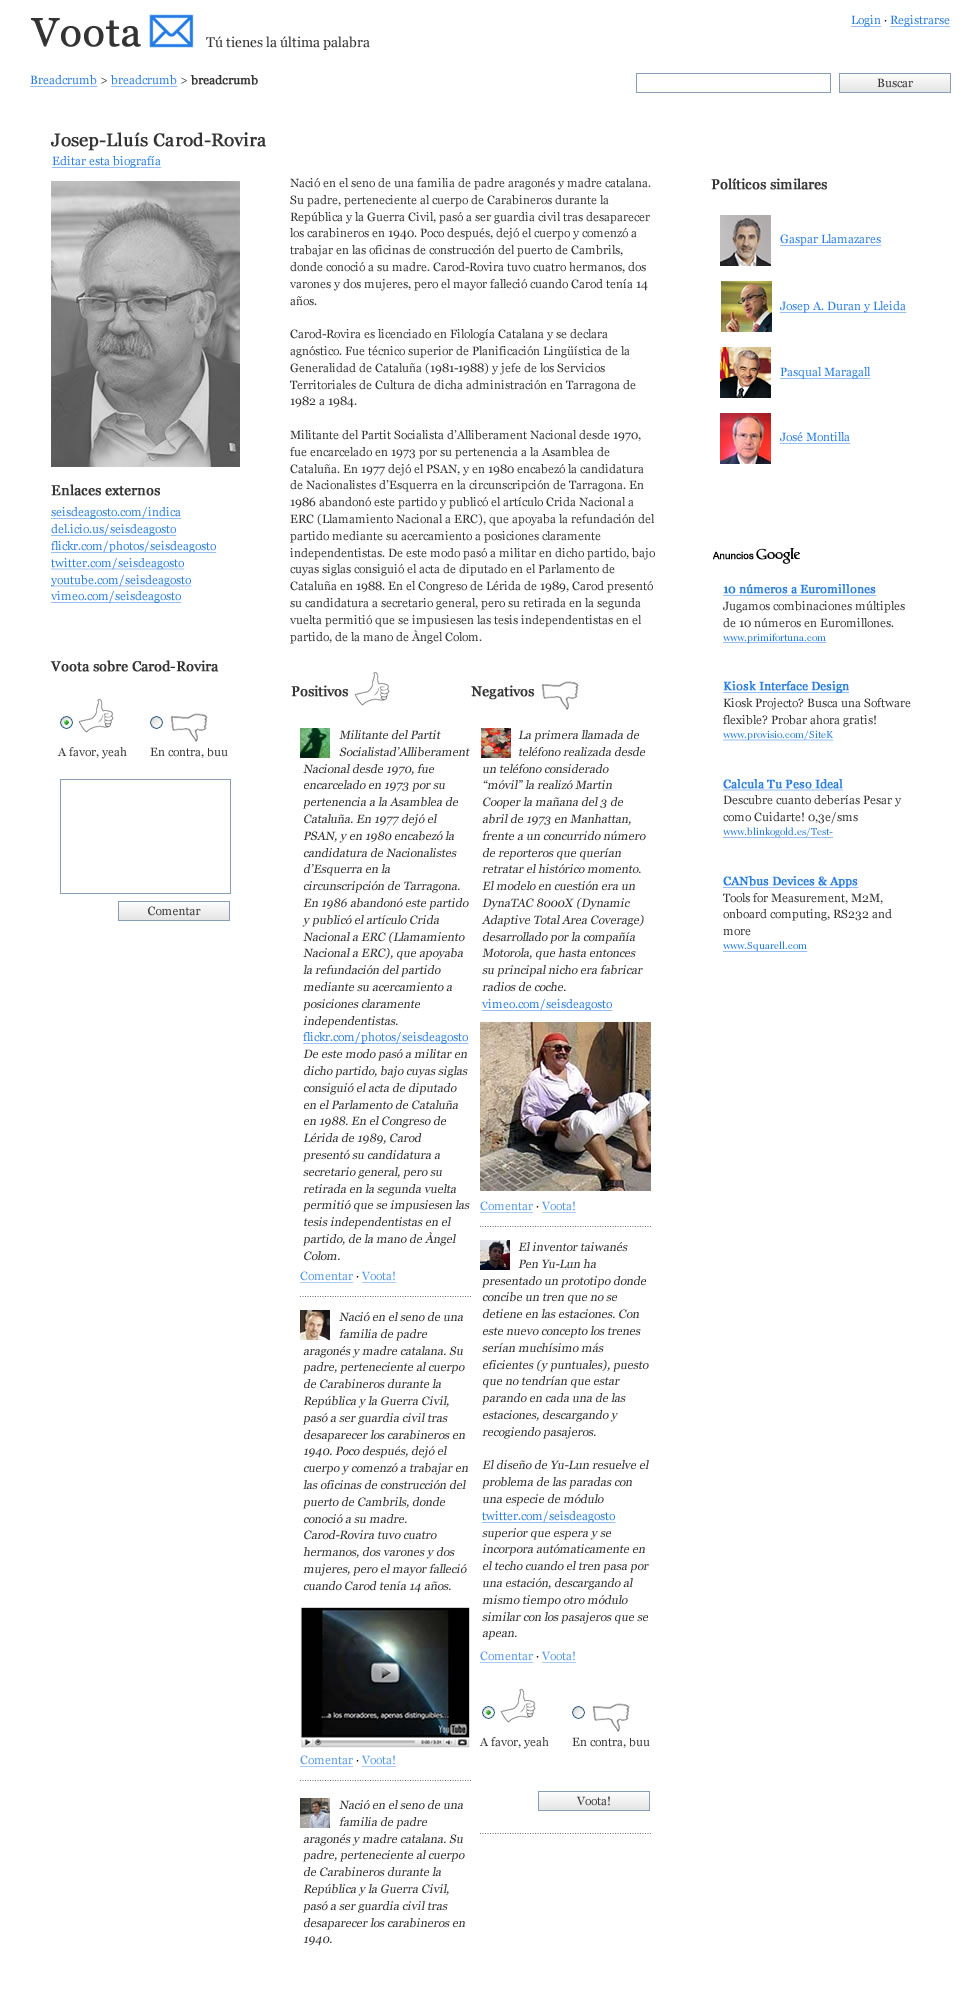 Voota
Tú tienes la última palabra
Login · Registrarse
Breadcrumb > breadcrumb > breadcrumb
Buscar
Josep-Lluís Carod-Rovira
Editar esta biografía
Enlaces externos
seisdeagosto.com/indica
del.icio.us/seisdeagosto
flickr.com/photos/seisdeagosto
twitter.com/seisdeagosto
youtube.com/seisdeagosto
vimeo.com/seisdeagosto
Voota sobre Carod-Rovira
A favor, yeah
En contra, buu
Comentar
Nació en el seno de una familia de padre aragonés y madre catalana.
Su padre, perteneciente al cuerpo de Carabineros durante la
República y la Guerra Civil, pasó a ser guardia civil tras desaparecer
los carabineros en 1940. Poco después, dejó el cuerpo y comenzó a
trabajar en las oficinas de construcción del puerto de Cambrils,
donde conoció a su madre. Carod-Rovira tuvo cuatro hermanos, dos
varones y dos mujeres, pero el mayor falleció cuando Carod tenía 14
años.
Carod-Rovira es licenciado en Filología Catalana y se declara
agnóstico. Fue técnico superior de Planificación Lingüística de la
Generalidad de Cataluña (1981-1988) y jefe de los Servicios
Territoriales de Cultura de dicha administración en Tarragona de
1982 a 1984.
Militante del Partit Socialista d’Alliberament Nacional desde 1970,
fue encarcelado en 1973 por su pertenencia a la Asamblea de
Cataluña. En 1977 dejó el PSAN, y en 1980 encabezó la candidatura
de Nacionalistes d’Esquerra en la circunscripción de Tarragona. En
1986 abandonó este partido y publicó el artículo Crida Nacional a
ERC (Llamamiento Nacional a ERC), que apoyaba la refundación del
partido mediante su acercamiento a posiciones claramente
independentistas. De este modo pasó a militar en dicho partido, bajo
cuyas siglas consiguió el acta de diputado en el Parlamento de
Cataluña en 1988. En el Congreso de Lérida de 1989, Carod presentó
su candidatura a secretario general, pero su retirada en la segunda
vuelta permitió que se impusiesen las tesis independentistas en el
partido, de la mano de Àngel Colom.
Positivos
Militante del Partit
Socialistad’Alliberament
Nacional desde 1970, fue
encarcelado en 1973 por su
pertenencia a la Asamblea de
Cataluña. En 1977 dejó el
PSAN, y en 1980 encabezó la
candidatura de Nacionalistes
d’Esquerra en la
circunscripción de Tarragona.
En 1986 abandonó este partido
y publicó el artículo Crida
Nacional a ERC (Llamamiento
Nacional a ERC), que apoyaba
la refundación del partido
mediante su acercamiento a
posiciones claramente
independentistas.
flickr.com/photos/seisdeagosto
De este modo pasó a militar en
dicho partido, bajo cuyas siglas
consiguió el acta de diputado
en el Parlamento de Cataluña
en 1988. En el Congreso de
Lérida de 1989, Carod
presentó su candidatura a
secretario general, pero su
retirada en la segunda vuelta
permitió que se impusiesen las
tesis independentistas en el
partido, de la mano de Àngel
Colom.
Comentar · Voota!
Nació en el seno de una
familia de padre
aragonés y madre catalana. Su
padre, perteneciente al cuerpo
de Carabineros durante la
República y la Guerra Civil,
pasó a ser guardia civil tras
desaparecer los carabineros en
1940. Poco después, dejó el
cuerpo y comenzó a trabajar en
las oficinas de construcción del
puerto de Cambrils, donde
conoció a su madre.
Carod-Rovira tuvo cuatro
hermanos, dos varones y dos
mujeres, pero el mayor falleció
cuando Carod tenía 14 años.
...a los moradores, apenas distinguibles...
YouTube
0:00 / 3:31
Comentar · Voota!
Nació en el seno de una
familia de padre
aragonés y madre catalana. Su
padre, perteneciente al cuerpo
de Carabineros durante la
República y la Guerra Civil,
pasó a ser guardia civil tras
desaparecer los carabineros en
1940.
Negativos
La primera llamada de
teléfono realizada desde
un teléfono considerado
“móvil” la realizó Martin
Cooper la mañana del 3 de
abril de 1973 en Manhattan,
frente a un concurrido número
de reporteros que querían
retratar el histórico momento.
El modelo en cuestión era un
DynaTAC 8000X (Dynamic
Adaptive Total Area Coverage)
desarrollado por la compañía
Motorola, que hasta entonces
su principal nicho era fabricar
radios de coche.
vimeo.com/seisdeagosto
Comentar · Voota!
El inventor taiwanés
Pen Yu-Lun ha
presentado un prototipo donde
concibe un tren que no se
detiene en las estaciones. Con
este nuevo concepto los trenes
serían muchísimo más
eficientes (y puntuales), puesto
que no tendrían que estar
parando en cada una de las
estaciones, descargando y
recogiendo pasajeros.
El diseño de Yu-Lun resuelve el
problema de las paradas con
una especie de módulo
twitter.com/seisdeagosto
superior que espera y se
incorpora autómaticamente en
el techo cuando el tren pasa por
una estación, descargando al
mismo tiempo otro módulo
similar con los pasajeros que se
apean.
Comentar · Voota!
A favor, yeah
En contra, buu
Voota!
Políticos similares
Gaspar Llamazares
Josep A. Duran y Lleida
Pasqual Maragall
José Montilla
Anuncios Google
10 números a Euromillones
Jugamos combinaciones múltiples
de 10 números en Euromillones.
www.primifortuna.com
Kiosk Interface Design
Kiosk Projecto? Busca una Software
flexible? Probar ahora gratis!
www.provisio.com/SiteK
Calcula Tu Peso Ideal
Descubre cuanto deberías Pesar y
como Cuidarte! 0,3e/sms
www.blinkogold.es/Test-
CANbus Devices & Apps
Tools for Measurement, M2M,
onboard computing, RS232 and
more
www.Squarell.com